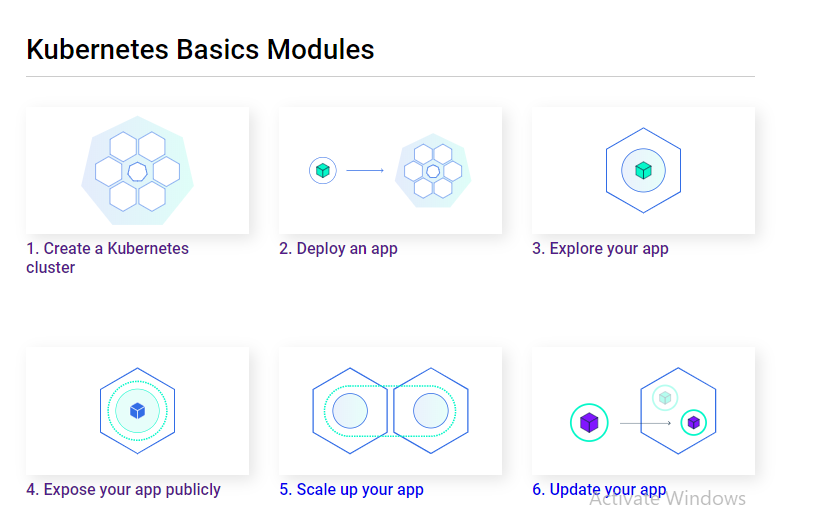 Kubernetes Basics Modules
1. Create a Kubernetes
cluster
2. Deploy an app
3. Explore your app
4. Expose your app publicly
5. Scale up your app
6. Update your app
Activate Windows